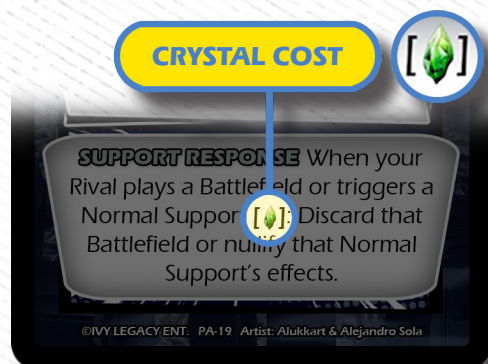 CRYSTAL COST
[ ]
SUPPORT RESPONSE When your
Rival plays a Battlefield or triggers a
Normal Support [ ]: Discard that
Battlefield or nullify that Normal
Support's effects.
©IVY LEGACY ENT. PA-19 Artist: Alukkart & Alejandro Sola